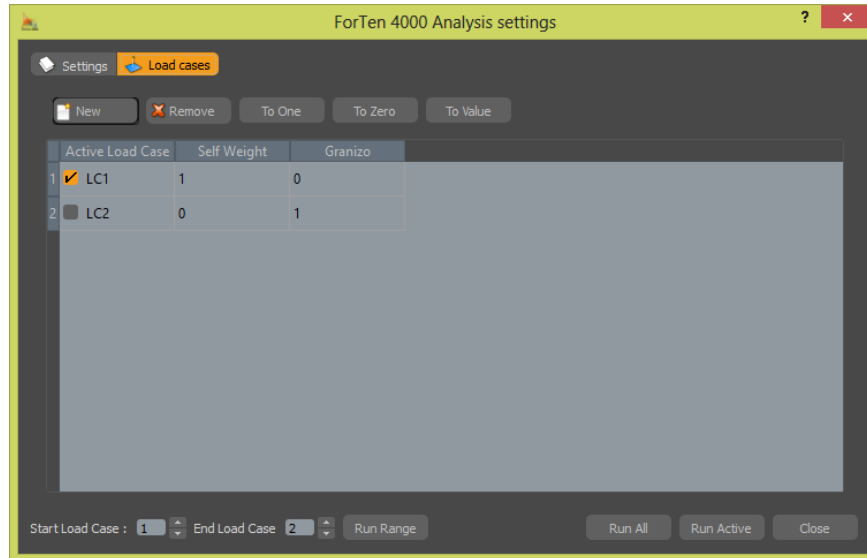 ForTen 4000 Analysis settings ? ×
Settings Load cases
New Remove To One To Zero To Value
Active Load Case Self Weight Granizo
1 LC1 1 0
2 LC2 0 1
Start Load Case : 1 End Load Case 2 Run Range Run All Run Active Close